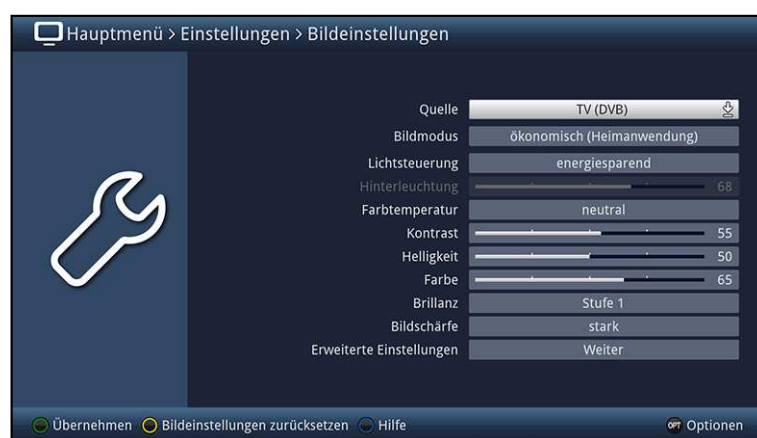 Hauptmenü > Einstellungen > Bildeinstellungen
Quelle TV (DVB)
Bildmodus ökonomisch (Heimanwendung)
Lichtsteuerung energiesparend
Hinterleuchtung 68
Farbtemperatur neutral
Kontrast 55
Helligkeit 50
Farbe 65
Brillanz Stufe 1
Bildschärfe stark
Erweiterte Einstellungen Weiter
Übernehmen Bildeinstellungen zurücksetzen Hilfe OPT Optionen